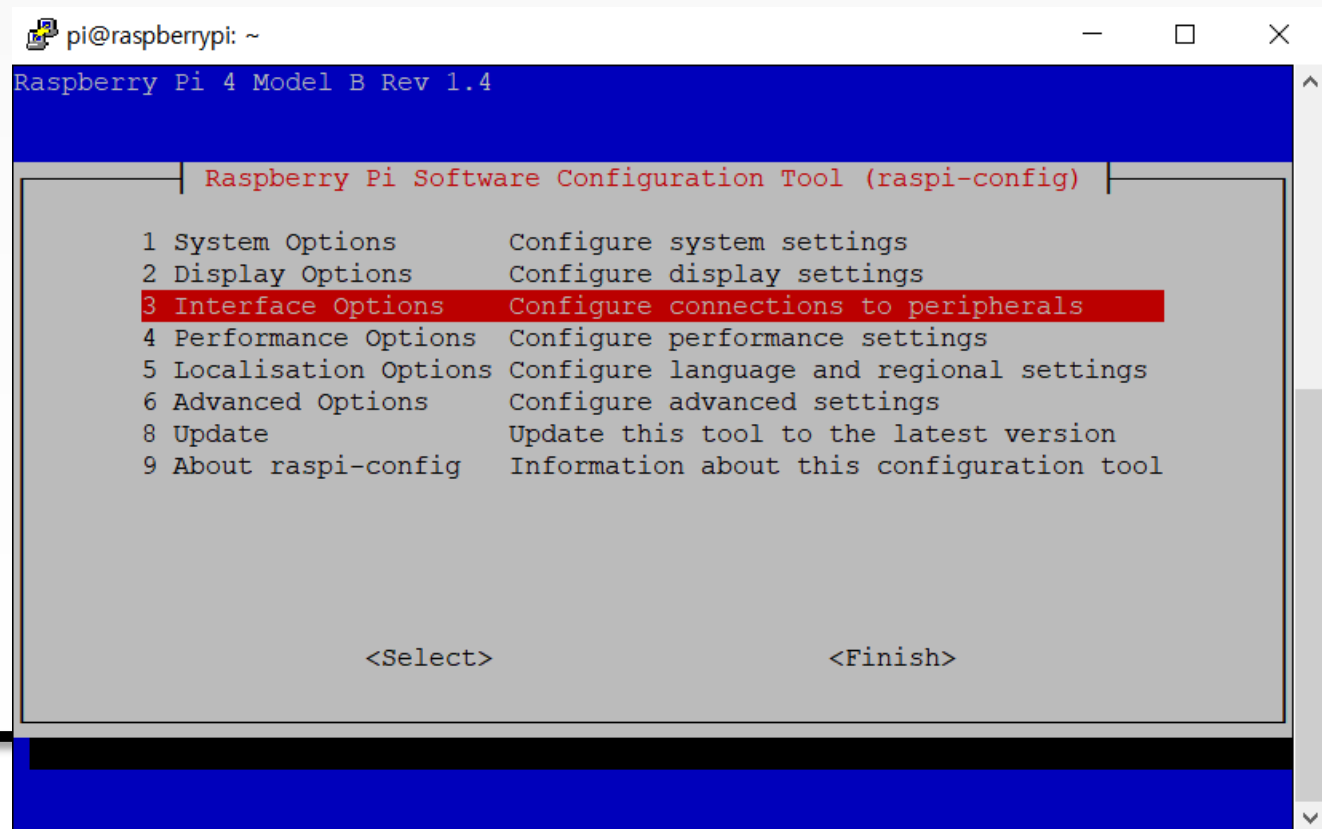 pi@raspberrypi: ~
Raspberry Pi 4 Model B Rev 1.4
Raspberry Pi Software Configuration Tool (raspi-config)
1 System Options Configure system settings
2 Display Options Configure display settings
3 Interface Options Configure connections to peripherals
4 Performance Options Configure performance settings
5 Localisation Options Configure language and regional settings
6 Advanced Options Configure advanced settings
8 Update Update this tool to the latest version
9 About raspi-config Information about this configuration tool
<Select> <Finish>